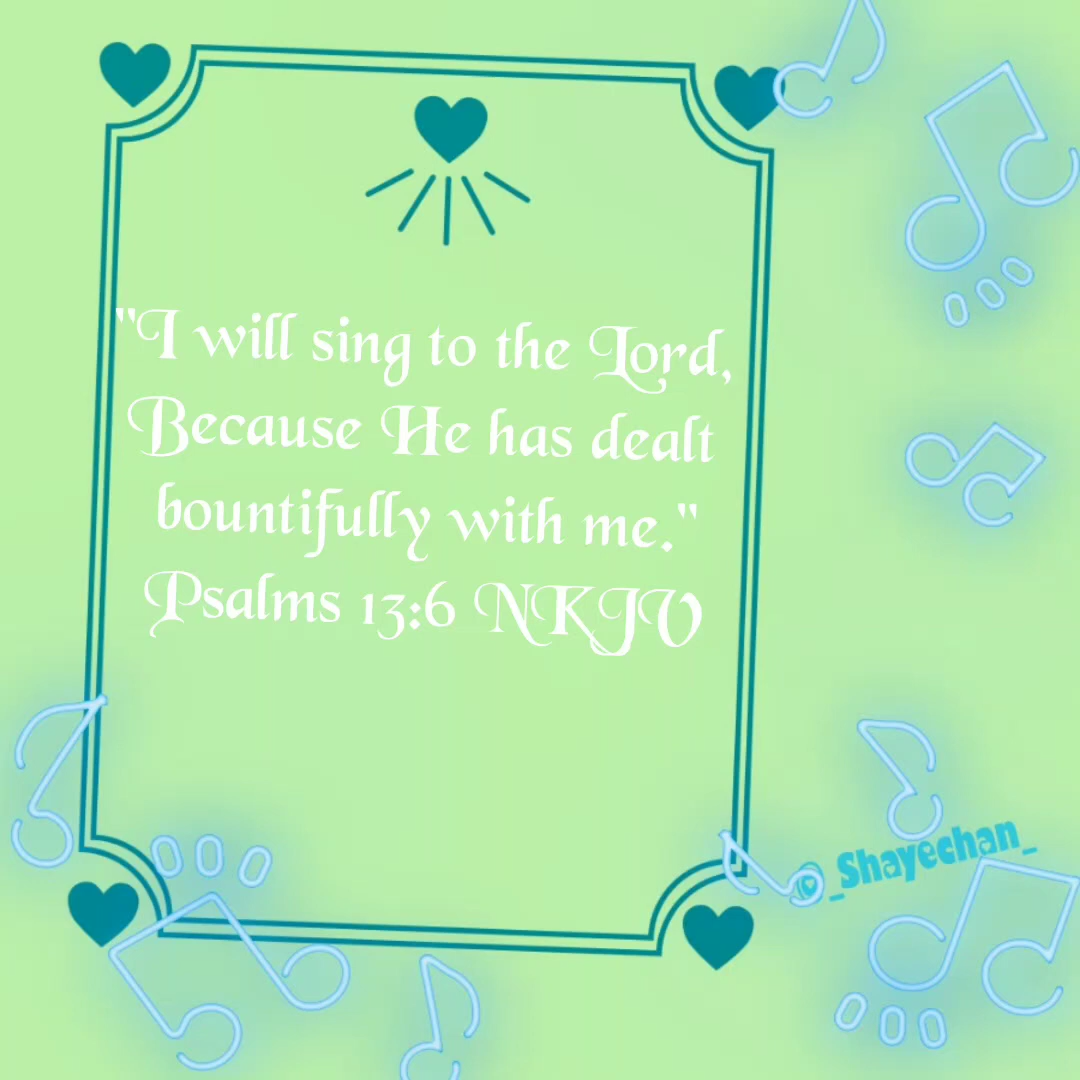 "I will sing to the Lord,
Because He has dealt
bountifully with me."
Psalms 13:6 NKJV
@_Shayechan_